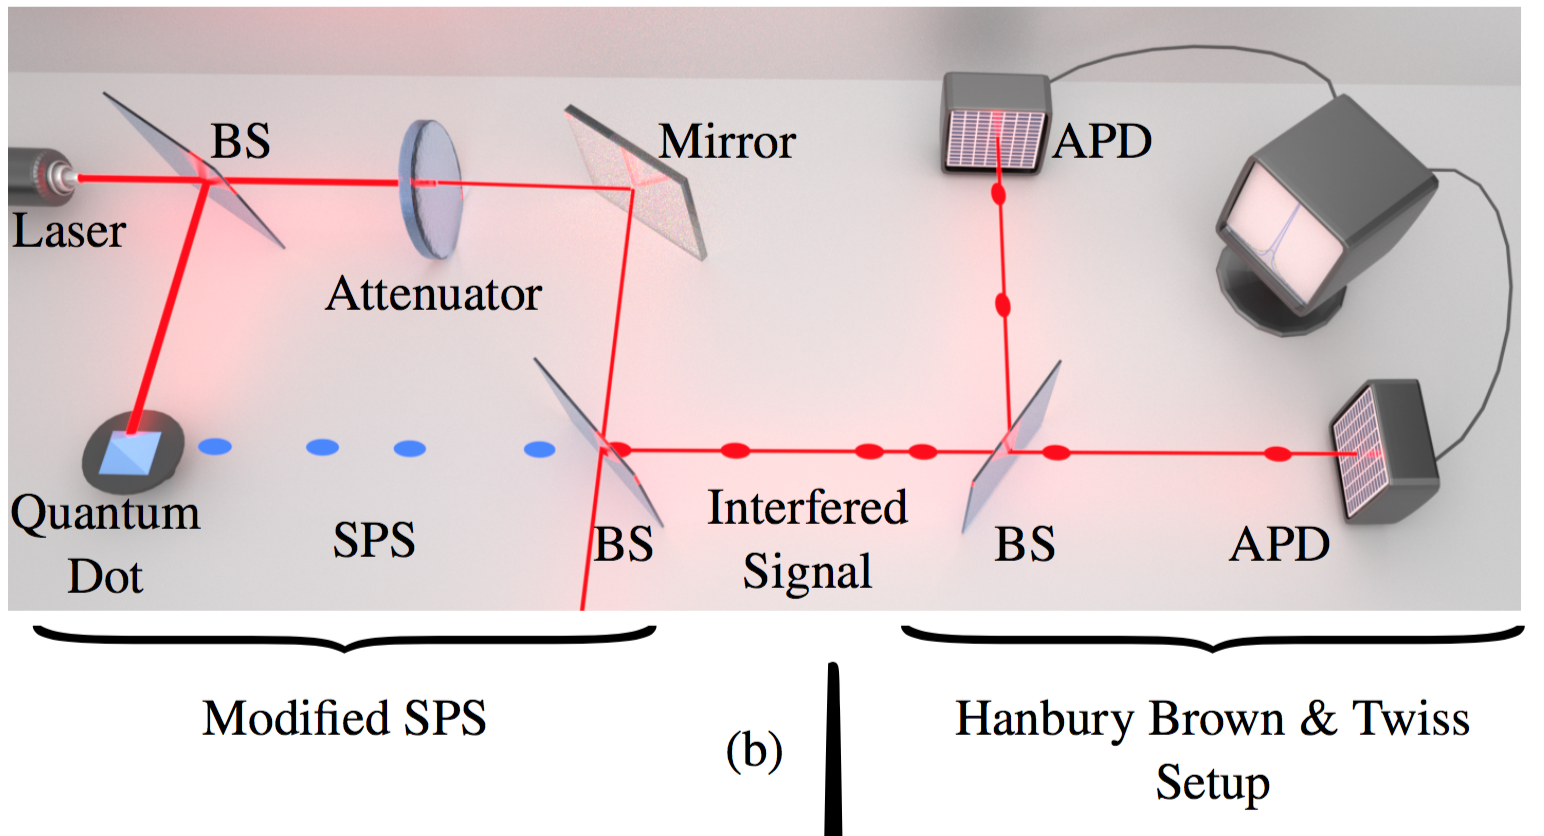 BS
Mirror
APD
Laser
Attenuator
Quantum
Dot
SPS
BS
Interfered
Signal
BS
APD
Modified SPS
Hanbury Brown & Twiss
Setup
(b)